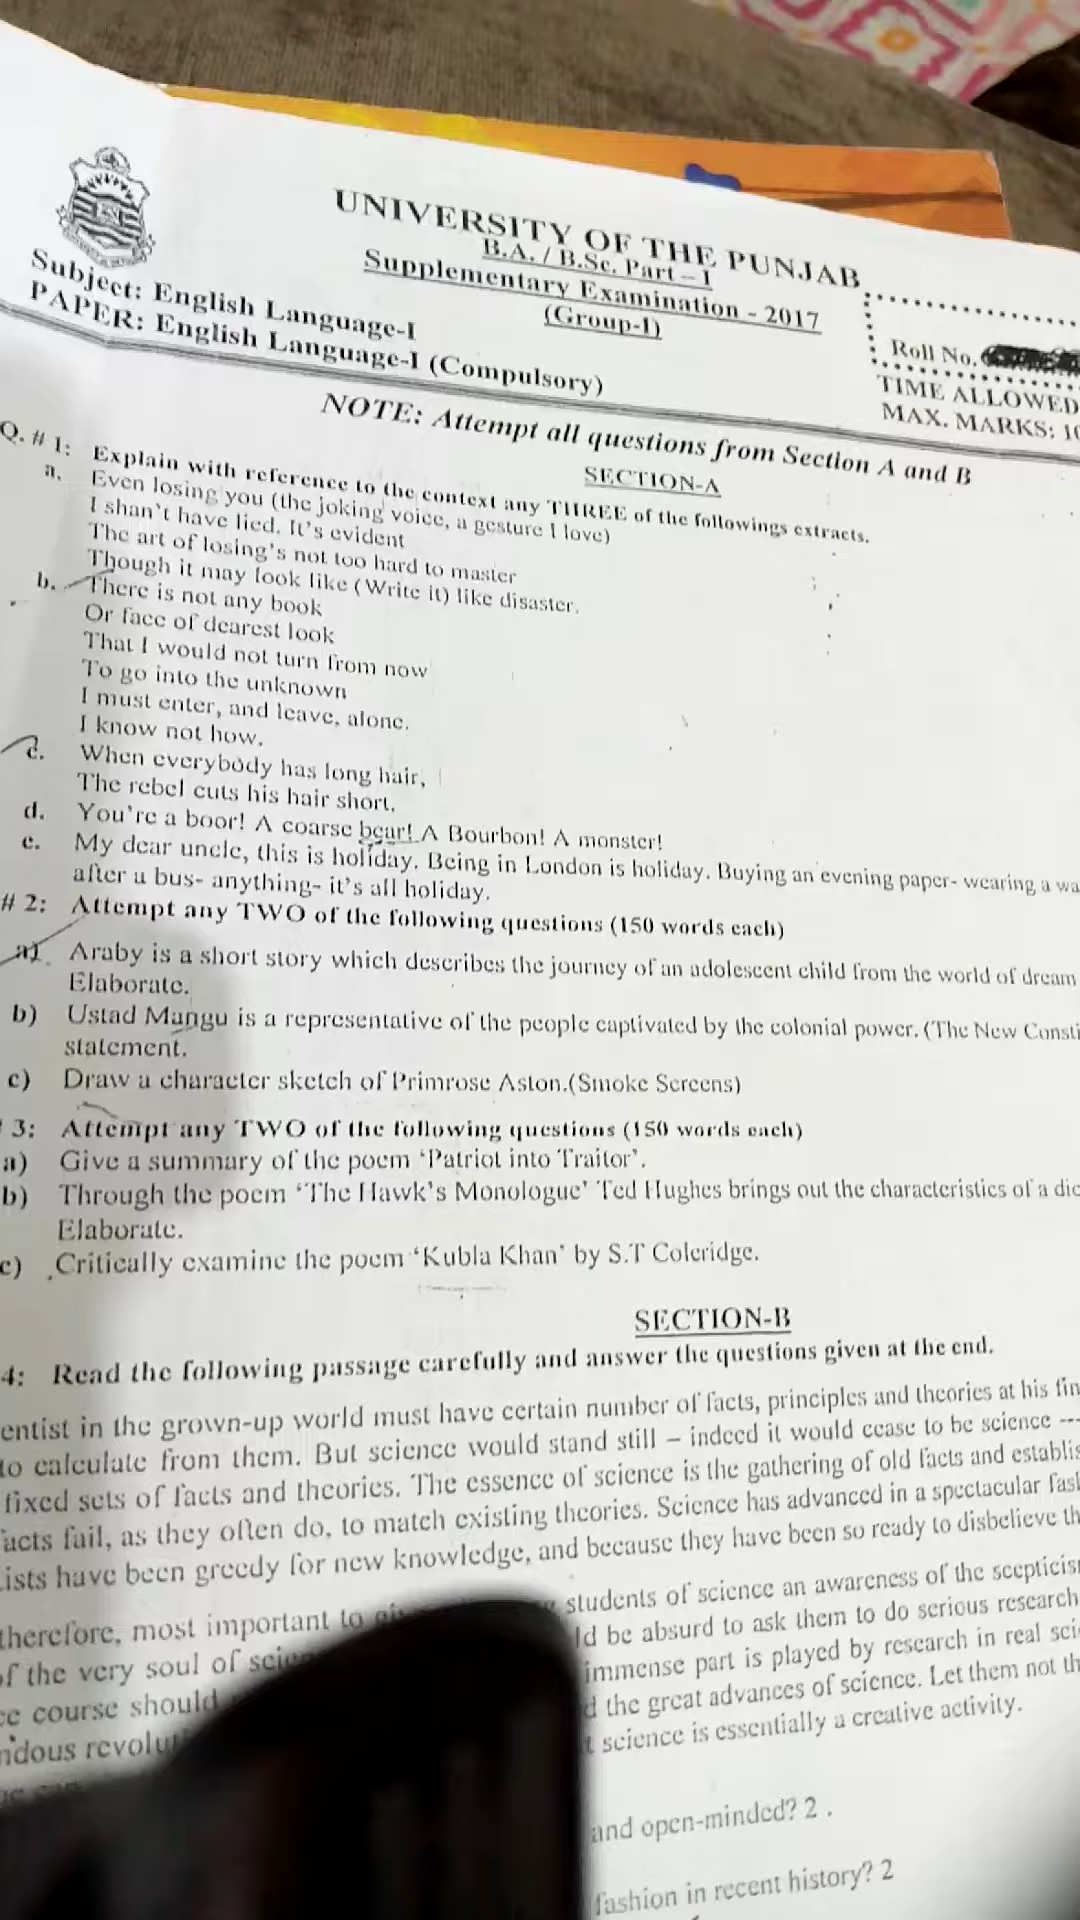 UNIVERSITY OF THE PUNJAB
B.A. / B.Sc. Part – I
Supplementary Examination - 2017
(Group-I)
Subject: English Language-I
PAPER: English Language-I (Compulsory)
Roll No.
TIME ALLOWED
MAX. MARKS:
NOTE: Attempt all questions from Section A and B
SECTION-A
Q. # 1: Explain with reference to the context any THREE of the followings extracts.
a. Even losing you (the joking voice, a gesture I love)
I shan't have lied. It's evident
The art of losing's not too hard to master
Though it may look like (Write it) like disaster.
b. There is not any book
Or face of dearest look
That I would not turn from now
To go into the unknown
I must enter, and leave, alone.
I know not how.
c. When everybody has long hair,
The rebel cuts his hair short.
d. You're a boor! A coarse bear! A Bourbon! A monster!
e. My dear uncle, this is holiday. Being in London is holiday. Buying an evening paper- wearing a
after a bus- anything- it's all holiday.
# 2: Attempt any TWO of the following questions (150 words each)
a) Araby is a short story which describes the journey of an adolescent child from the world of dream
Elaborate.
b) Ustad Mangu is a representative of the people captivated by the colonial power. (The New
statement.
c) Draw a character sketch of Primrose Aston.(Smoke Screens)
3: Attempt any TWO of the following questions (150 words each)
a) Give a summary of the poem 'Patriot into Traitor'.
b) Through the poem 'The Hawk's Monologue' Ted Hughes brings out the characteristics of a
Elaborate.
c) Critically examine the poem 'Kubla Khan' by S.T Coleridge.
SECTION-B
4: Read the following passage carefully and answer the questions given at the end.
entist in the grown-up world must have certain number of facts, principles and theories at his
to calculate from them. But science would stand still – indeed it would cease to be science ---
fixed sets of facts and theories. The essence of science is the gathering of old facts and
acts fail, as they often do, to match existing theories. Science has advanced in a spectacular
ists have been greedy for new knowledge, and because they have been so ready to disbelieve
therefore, most important to students of science an awareness of the
of the very soul of ld be absurd to ask them to do serious research
course should immense part is played by research in real
the great advances of science. Let them not
science is essentially a creative activity.
and open-minded? 2 .
fashion in recent history? 2